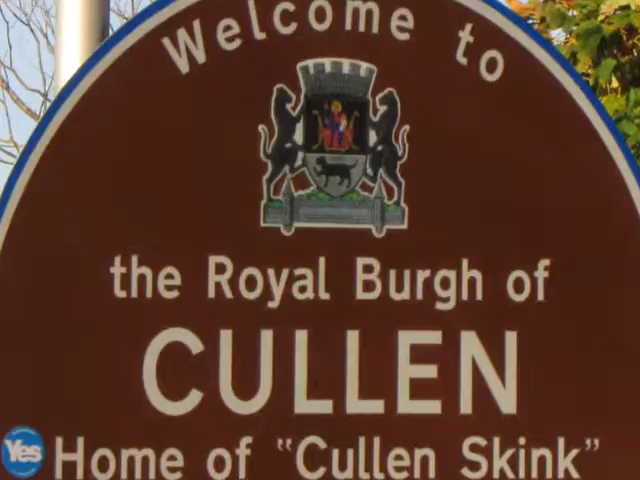 Welcome to
the Royal Burgh of
CULLEN
Yes
Home of "Cullen Skink"